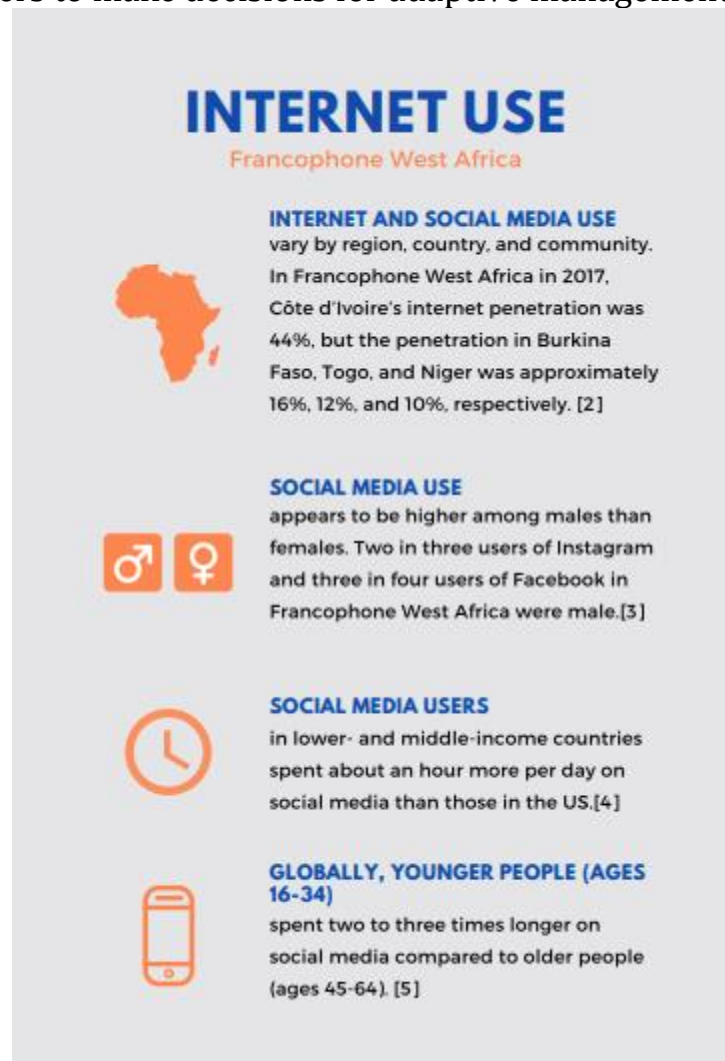 to make decisions for adaptive management
INTERNET USE
Francophone West Africa
INTERNET AND SOCIAL MEDIA USE
vary by region, country, and community.
In Francophone West Africa in 2017,
Côte d'Ivoire's internet penetration was
44%, but the penetration in Burkina
Faso, Togo, and Niger was approximately
16%, 12%, and 10%, respectively. [2]
SOCIAL MEDIA USE
appears to be higher among males than
females. Two in three users of Instagram
and three in four users of Facebook in
Francophone West Africa were male.[3]
SOCIAL MEDIA USERS
in lower- and middle-income countries
spent about an hour more per day on
social media than those in the US.[4]
GLOBALLY, YOUNGER PEOPLE (AGES
16-34)
spent two to three times longer on
social media compared to older people
(ages 45-64). [5]